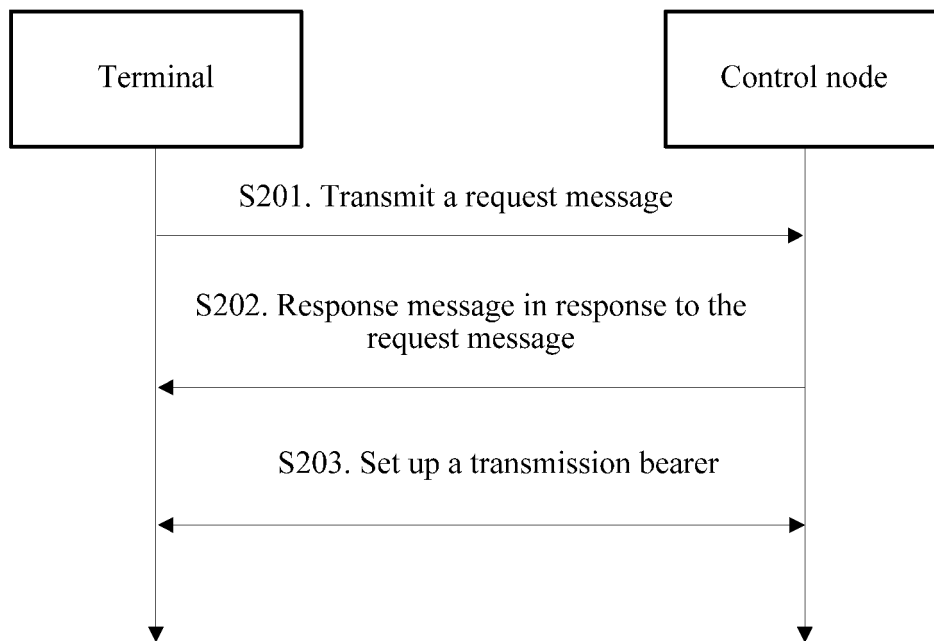 Terminal
Control node
S201. Transmit a request message
S202. Response message in response to the
request message
S203. Set up a transmission bearer